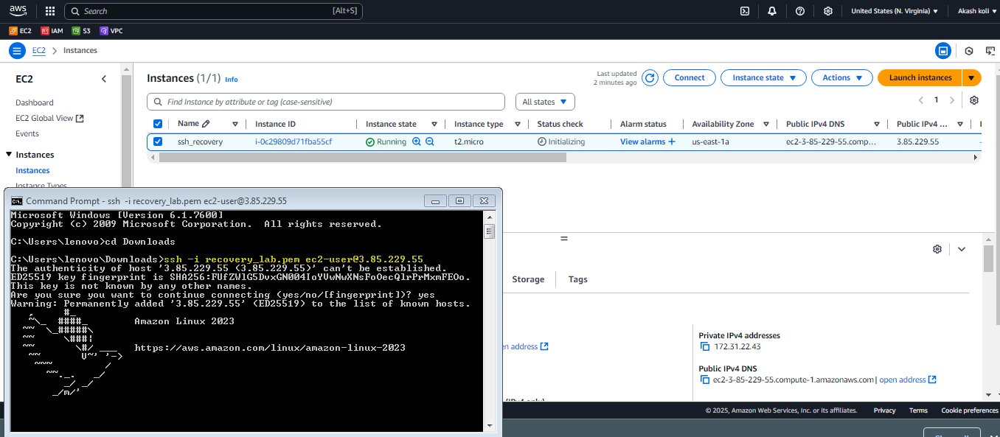 aws
Search [Alt+S]
United States (N. Virginia) ▼ Akash koli ▼
EC2 IAM S3 VPC
EC2 > Instances
EC2
Dashboard
EC2 Global View
Events
▼ Instances
Instances
Instance Types
Instances (1/1) Info
Last updated
2 minutes ago
Connect
Instance state ▼
Actions ▼
Launch instances ▼
Find Instance by attribute or tag (case-sensitive)
All states ▼
< 1 >
Name Instance ID Instance state Instance type Status check Alarm status Availability Zone Public IPv4 DNS Public IPv4 ...
ssh_recovery i-0c29809d71fba55cf Running t2.micro Initializing View alarms + us-east-1a ec2-3-85-229-55.comp... 3.85.229.55
Command Prompt - ssh -i recovery_lab.pem ec2-user@3.85.229.55
Microsoft Windows [Version 6.1.7600]
Copyright (c) 2009 Microsoft Corporation. All rights reserved.
C:\Users\lenovo>cd Downloads
C:\Users\lenovo\Downloads>ssh -i recovery_lab.pem ec2-user@3.85.229.55
The authenticity of host '3.85.229.55 (3.85.229.55)' can't be established.
ED25519 key fingerprint is
This key is not known by any other names.
Are you sure you want to continue connecting (yes/no/[fingerprint])? yes
Warning: Permanently added '3.85.229.55' (ED25519) to the list of known hosts.
   ,     #_
   ~\_  ####_        Amazon Linux 2023
  ~~  \_#####\
  ~~     \###|
  ~~       \#/ ___   https://aws.amazon.com/linux/amazon-linux-2023
   ~~       V~' '->
    ~~~         /
      ~~._.   _/
         _/ _/
       _/m/'
Storage Tags
open address
Private IPv4 addresses
172.31.22.43
Public IPv4 DNS
ec2-3-85-229-55.compute-1.amazonaws.com | open address
© 2025, Amazon Web Services, Inc. or its affiliates. Privacy Terms Cookie preferences